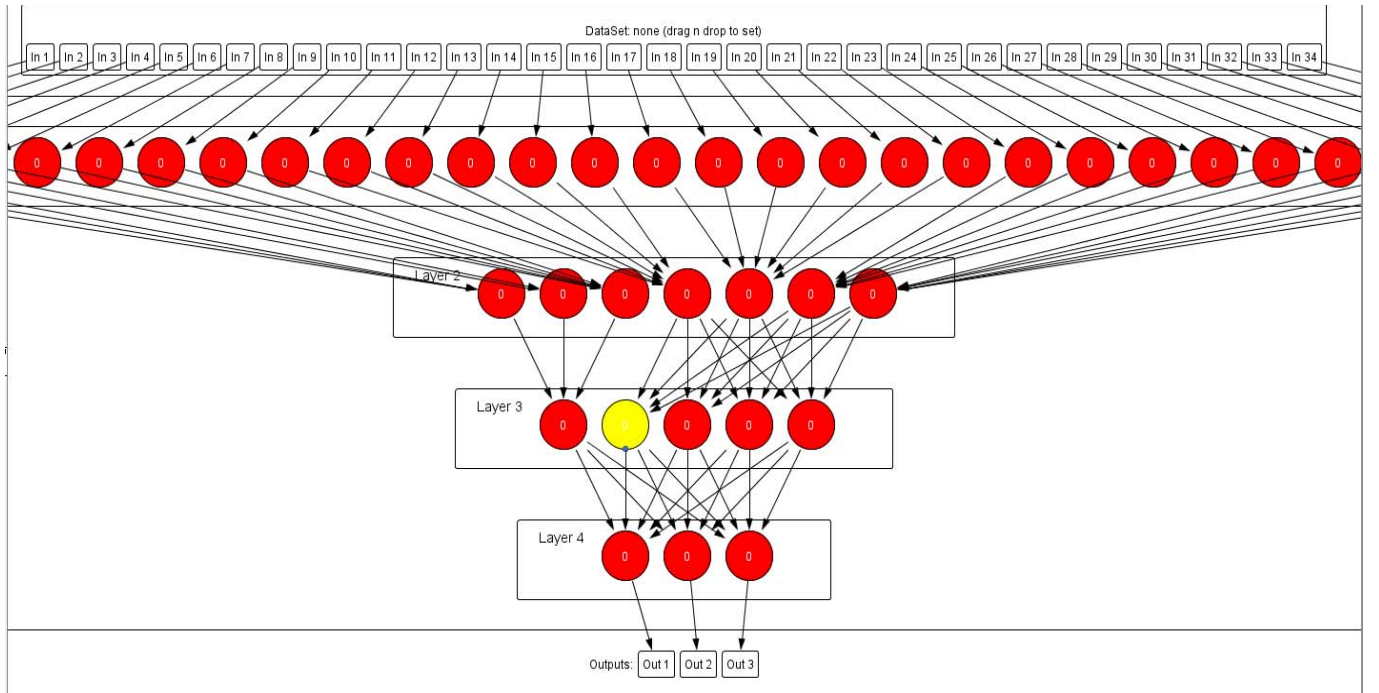 DataSet: none (drag n drop to set)
In 1 In 2 In 3 In 4 In 5 In 6 In 7 In 8 In 9 In 10 In 11 In 12 In 13 In 14 In 15 In 16 In 17 In 18 In 19 In 20 In 21 In 22 In 23 In 24 In 25 In 26 In 27 In 28 In 29 In 30 In 31 In 32 In 33 In 34
0 0 0 0 0 0 0 0 0 0 0 0 0 0 0 0 0 0 0 0 0 0
Layer 2
0 0 0 0 0 0 0
Layer 3
0 0 0 0 0
Layer 4
0 0 0
Outputs: Out 1 Out 2 Out 3